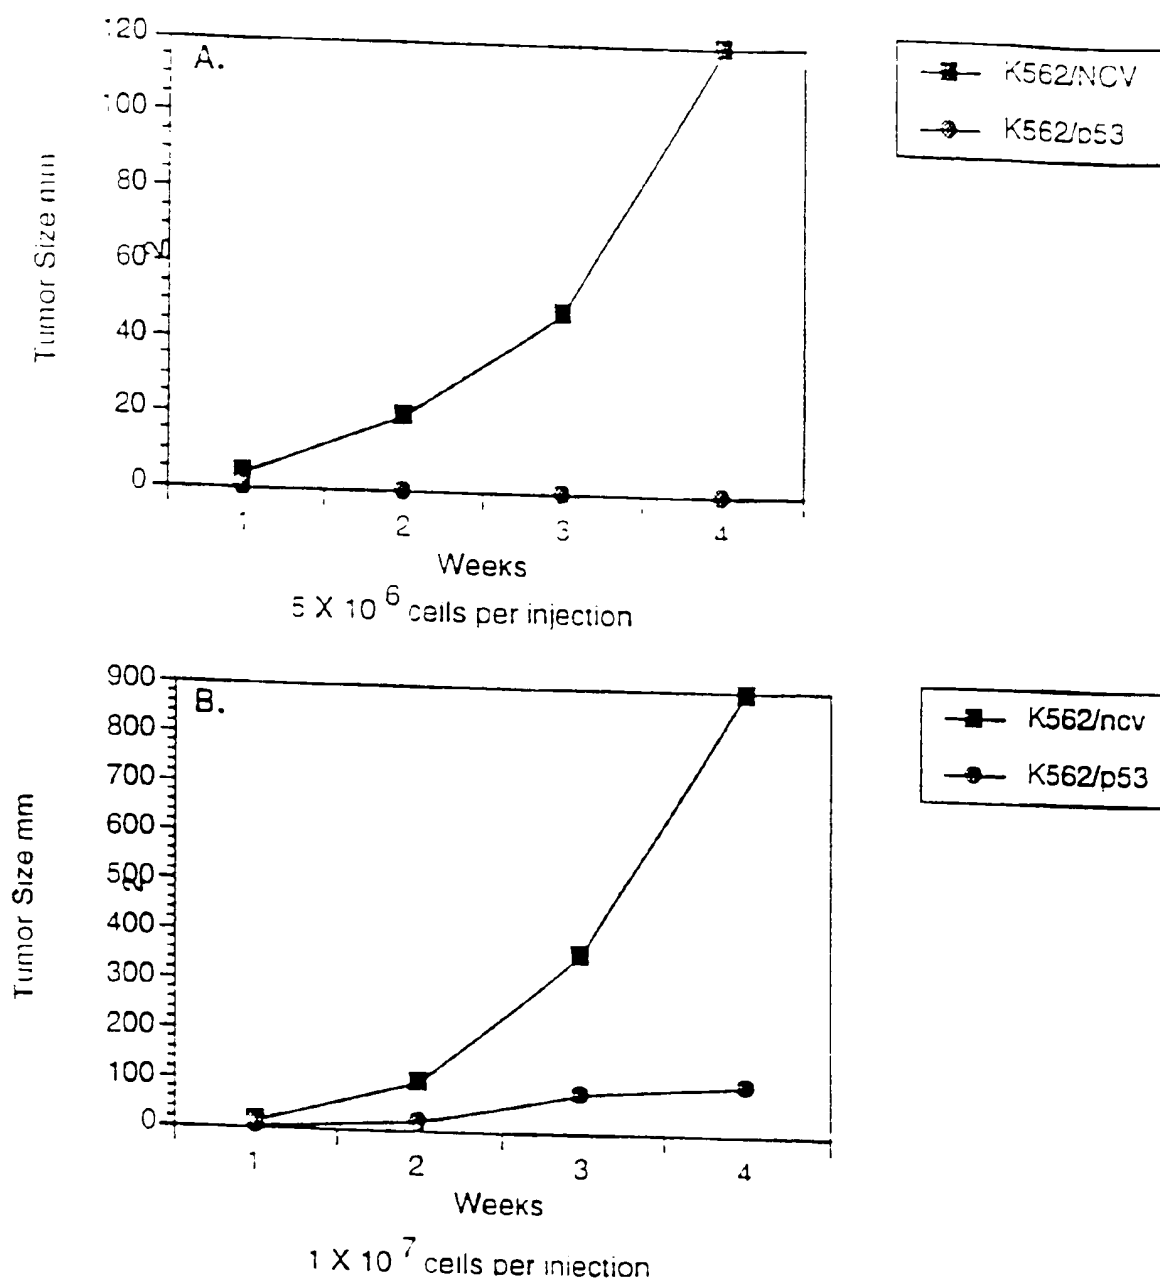 120
A.
100
80
60
40
20
0
Tumor Size mm 2
1 2 3 4
Weeks
5 X 10 6 cells per injection
K562/NCV
K562/p53
900
B.
800
700
600
500
400
300
200
100
0
Tumor Size mm 2
1 2 3 4
Weeks
1 X 10 7 cells per injection
K562/ncv
K562/p53